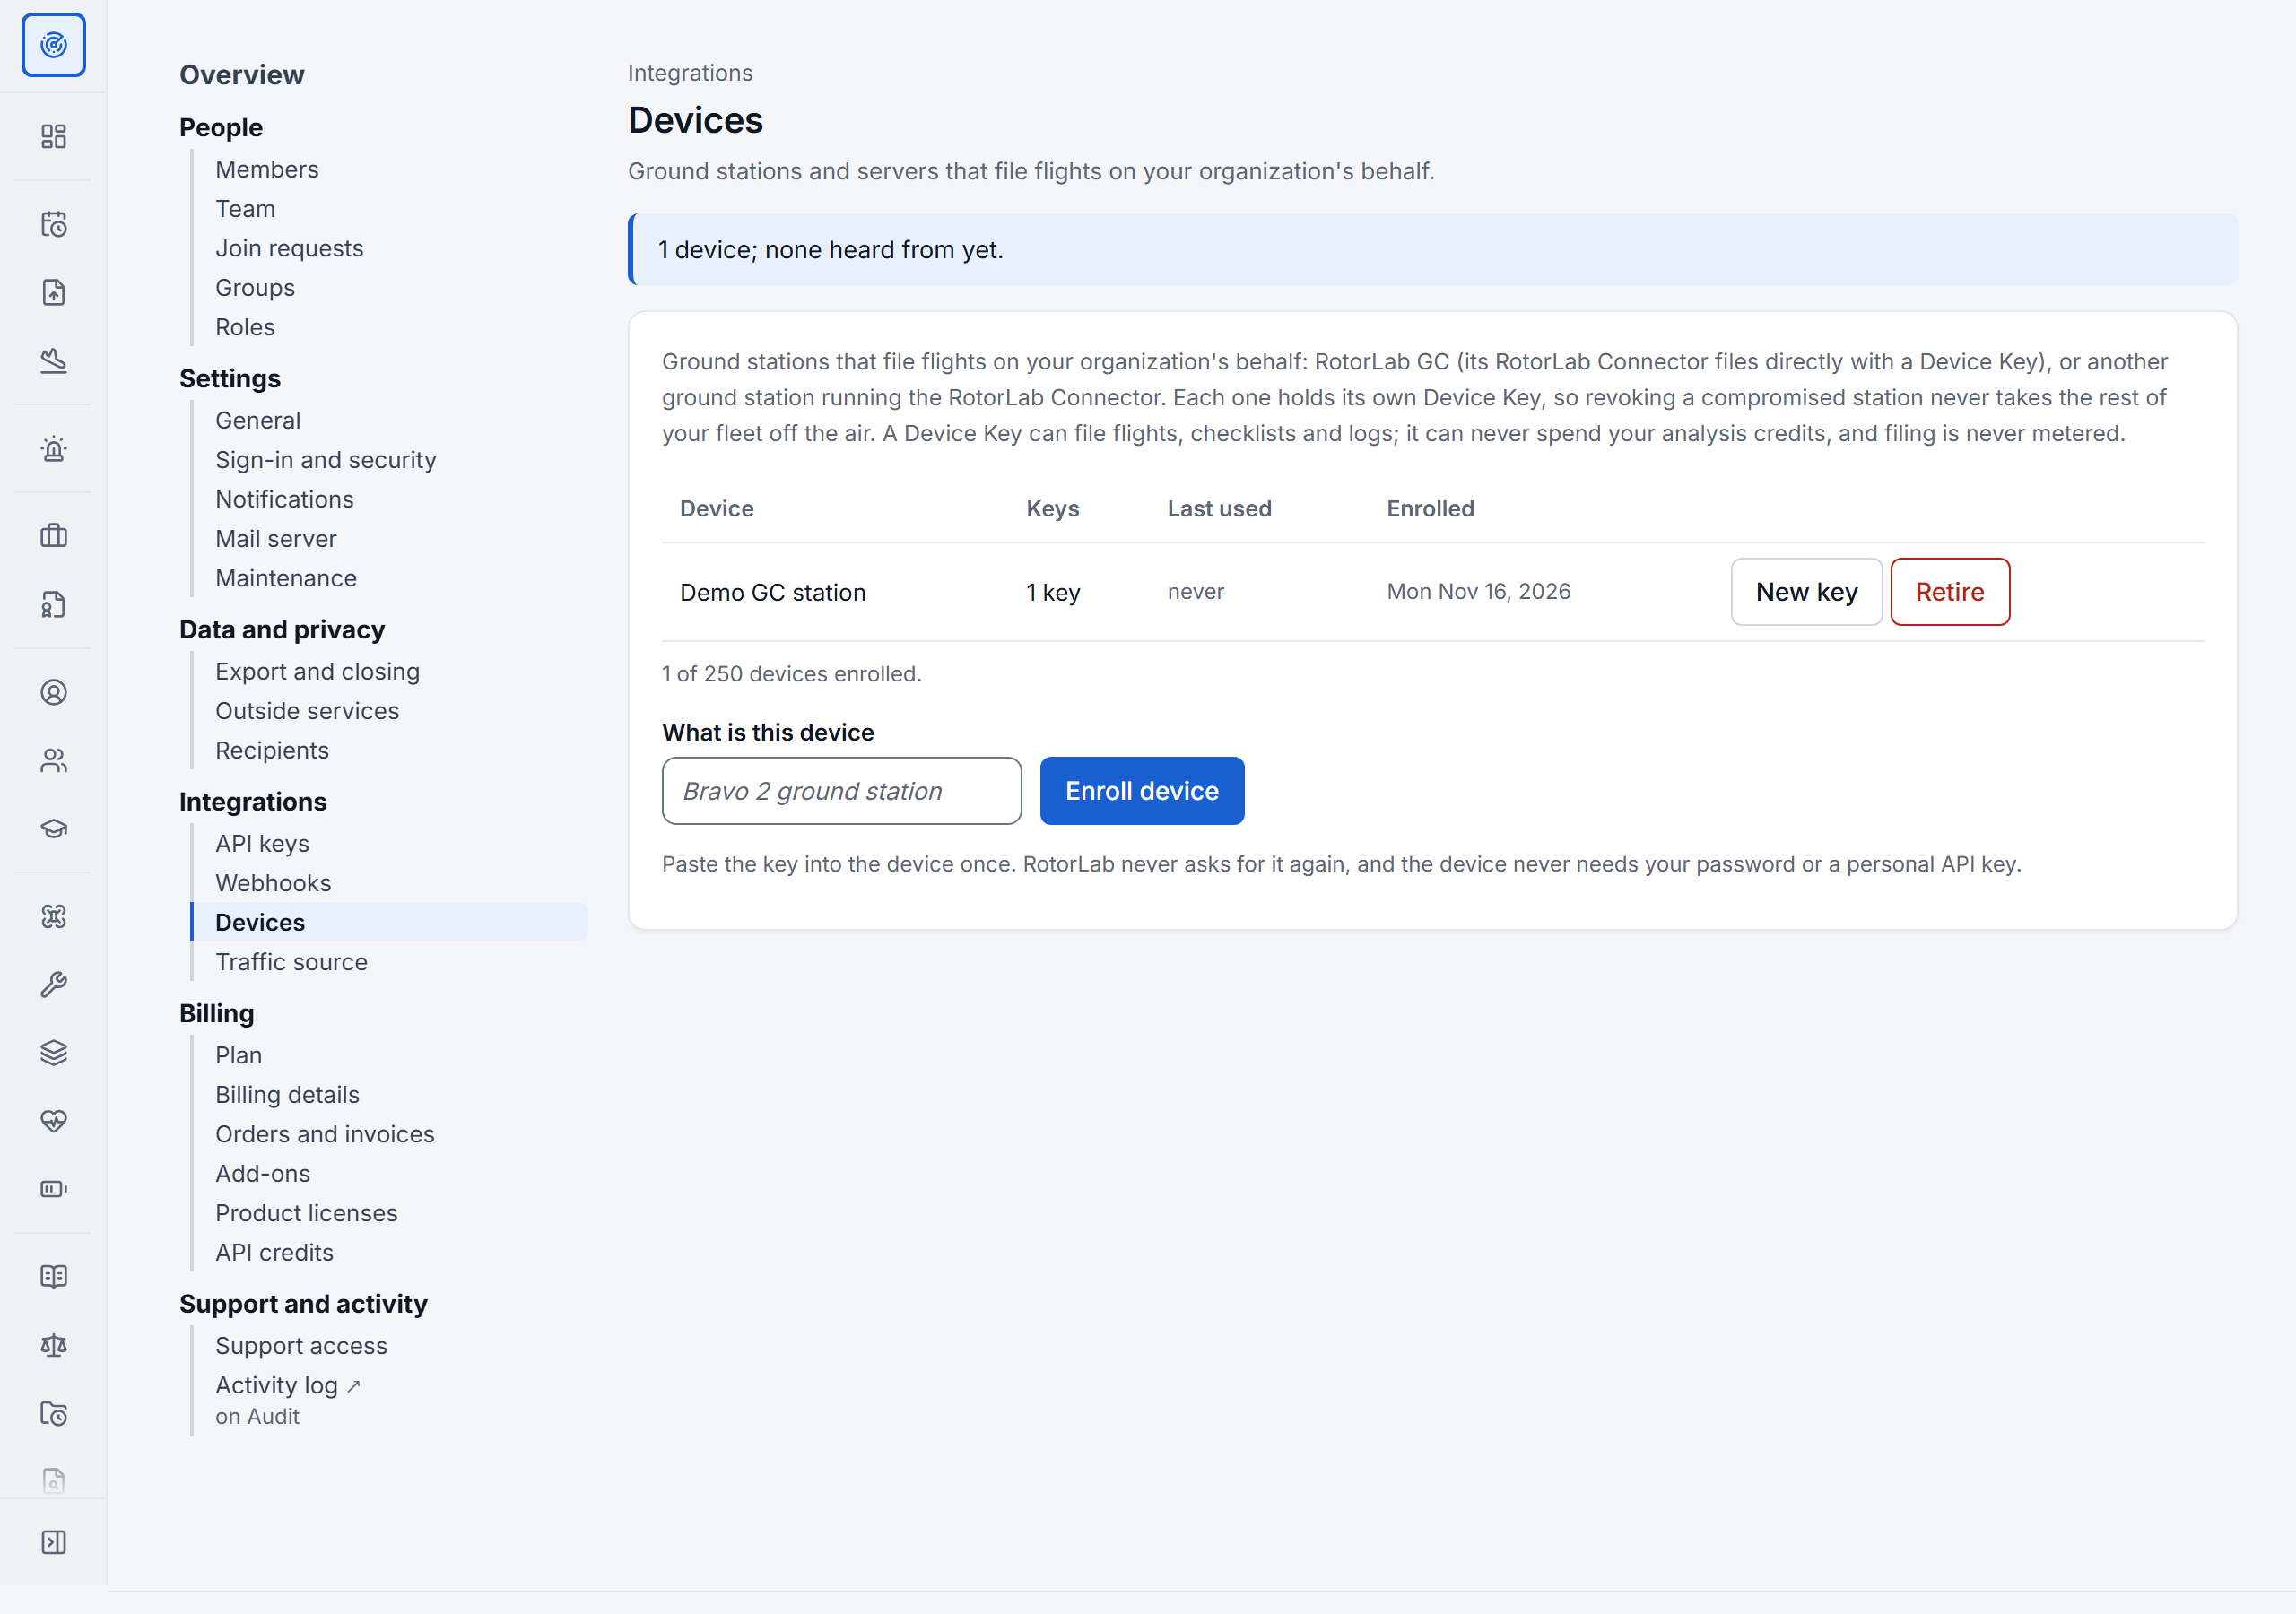 Overview
People
Members
Team
Join requests
Groups
Roles
Settings
General
Sign-in and security
Notifications
Mail server
Maintenance
Data and privacy
Export and closing
Outside services
Recipients
Integrations
API keys
Webhooks
Devices
Traffic source
Billing
Plan
Billing details
Orders and invoices
Add-ons
Product licenses
API credits
Support and activity
Support access
Activity log ↗
on Audit
Integrations
Devices
Ground stations and servers that file flights on your organization's behalf.
1 device; none heard from yet.
Ground stations that file flights on your organization's behalf: RotorLab GC (its RotorLab Connector files directly with a Device Key), or another
ground station running the RotorLab Connector. Each one holds its own Device Key, so revoking a compromised station never takes the rest of
your fleet off the air. A Device Key can file flights, checklists and logs; it can never spend your analysis credits, and filing is never metered.
Device Keys Last used Enrolled
Demo GC station 1 key never Mon Nov 16, 2026 New key Retire
1 of 250 devices enrolled.
What is this device
Bravo 2 ground station Enroll device
Paste the key into the device once. RotorLab never asks for it again, and the device never needs your password or a personal API key.